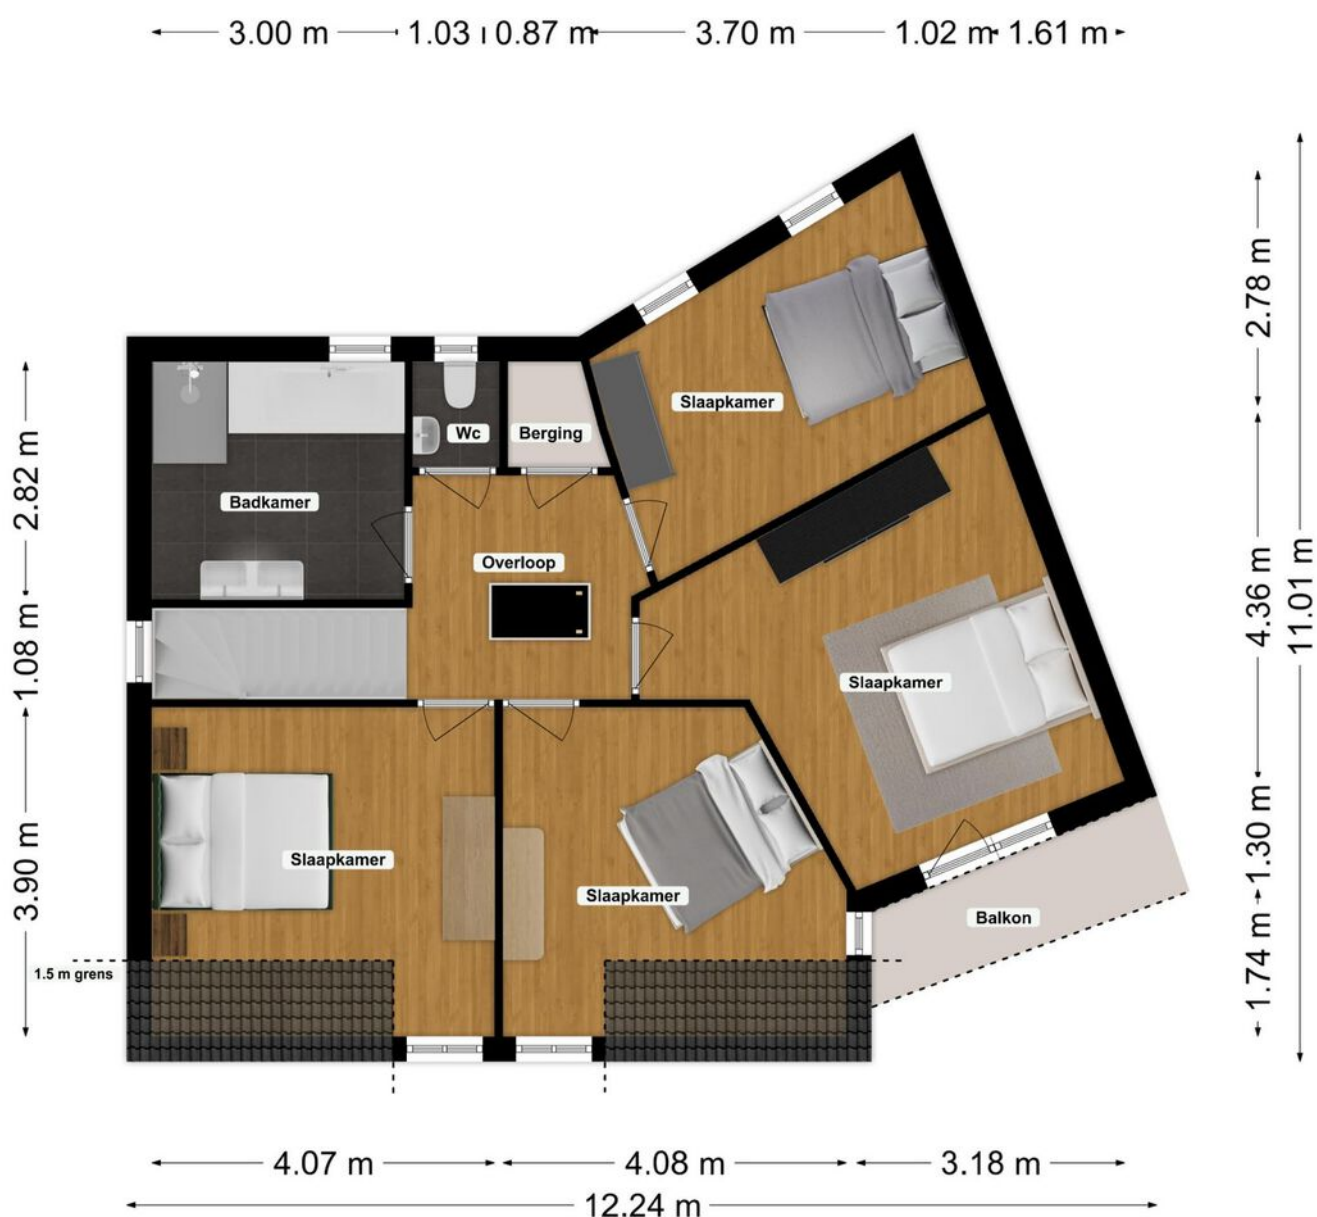 3.00 m
1.03
0.87 m
3.70 m
1.02 m
1.61 m
2.78 m
11.01 m
Slaapkamer
Wc
Berging
2.82 m
Badkamer
Overloop
4.36 m
1.08 m
Slaapkamer
3.90 m
Slaapkamer
Slaapkamer
1.30 m
Balkon
1.74 m
1.5 m grens
4.07 m
4.08 m
3.18 m
12.24 m